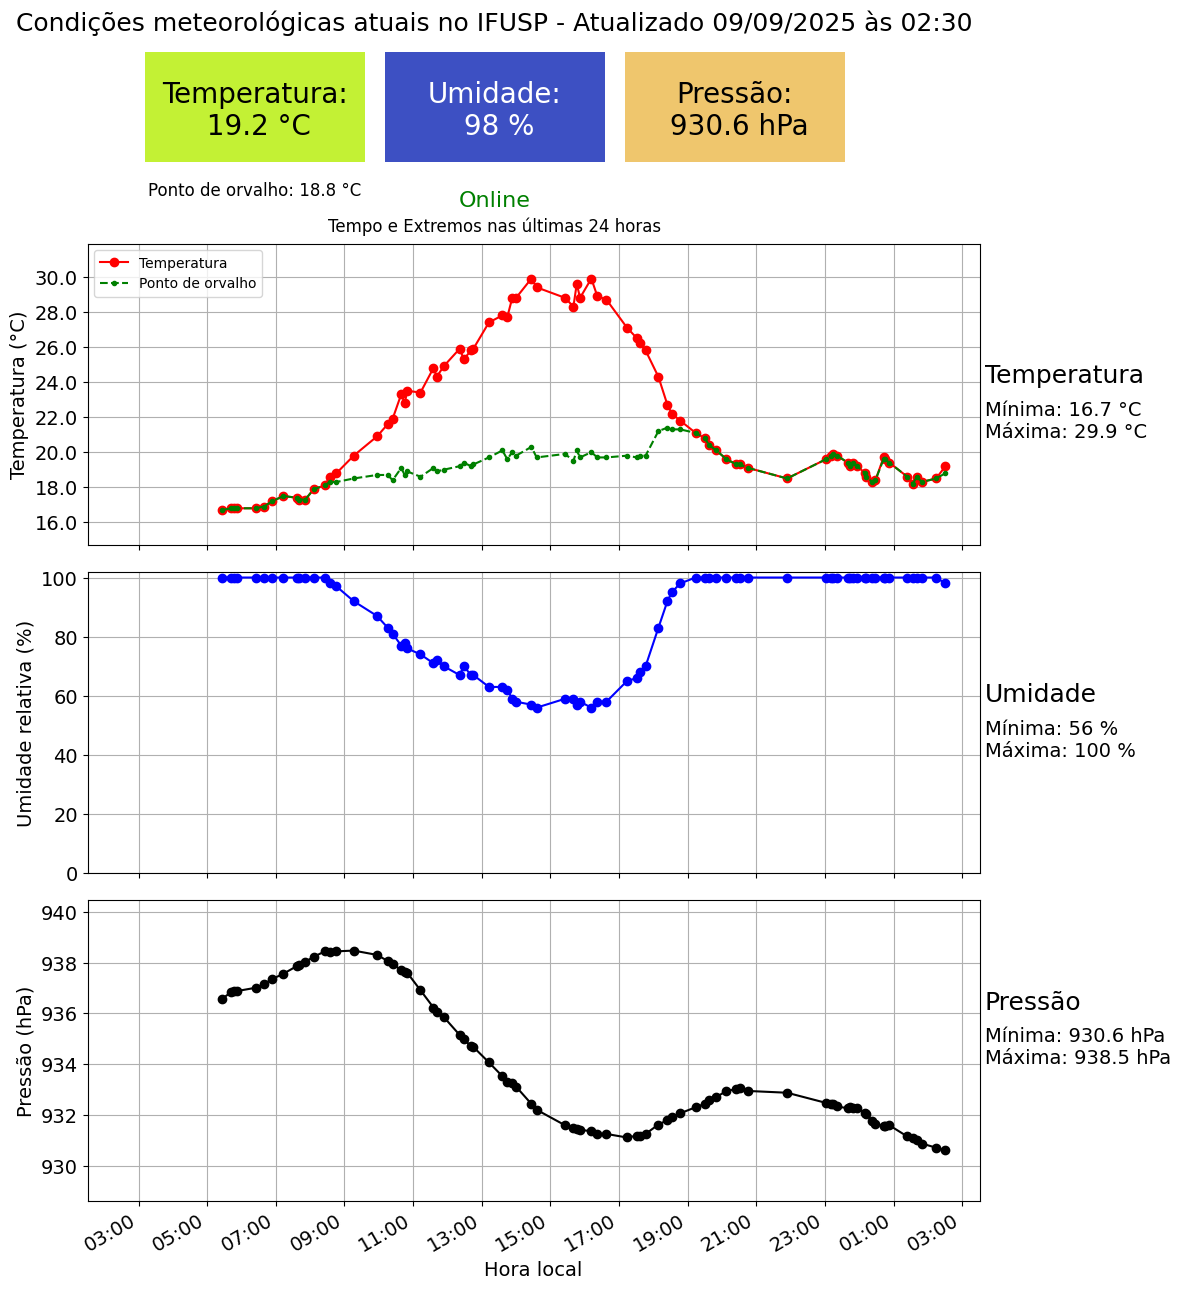 Condições meteorológicas atuais no IFUSP - Atualizado 09/09/2025 às 02:30
Temperatura:
19.2 °C
Umidade:
98 %
Pressão:
930.6 hPa
Ponto de orvalho: 18.8 °C
Online
Tempo e Extremos nas últimas 24 horas
Temperatura
Ponto de orvalho
Temperatura (°C)
30.0
28.0
26.0
24.0
22.0
20.0
18.0
16.0
Temperatura
Mínima: 16.7 °C
Máxima: 29.9 °C
Umidade relativa (%)
100
80
60
40
20
0
Umidade
Mínima: 56 %
Máxima: 100 %
Pressão (hPa)
940
938
936
934
932
930
Pressão
Mínima: 930.6 hPa
Máxima: 938.5 hPa
03:00
05:00
07:00
09:00
11:00
13:00
15:00
17:00
19:00
21:00
23:00
01:00
03:00
Hora local